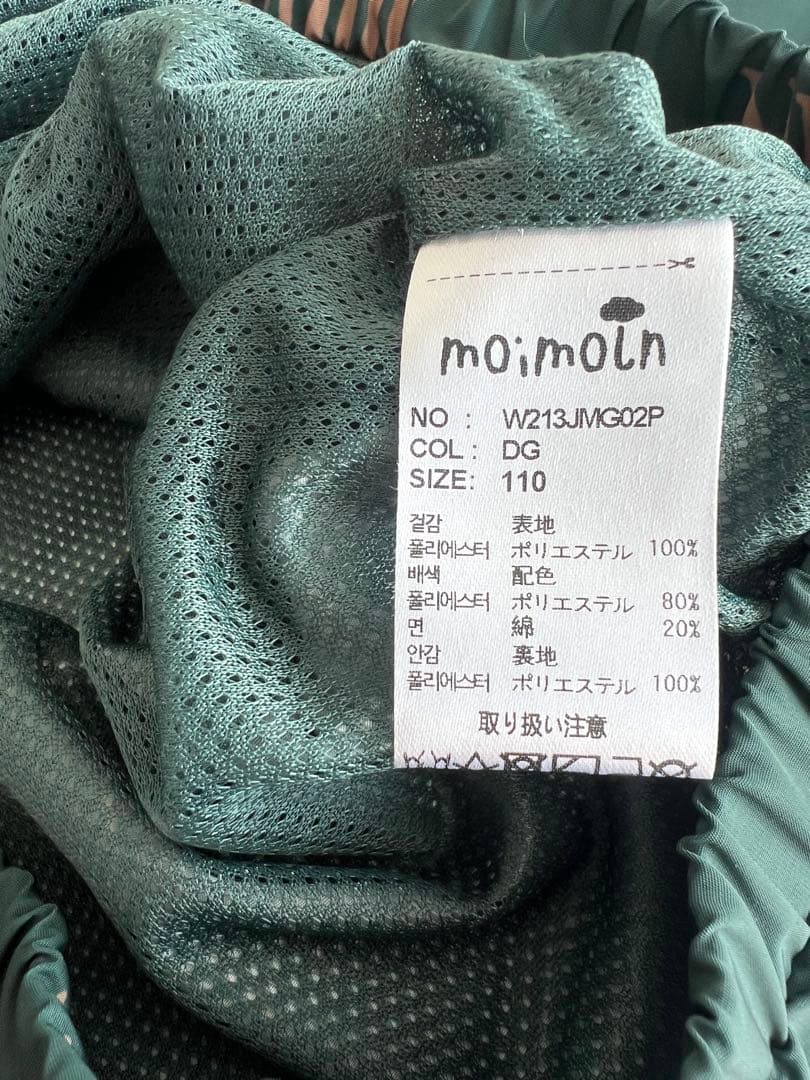 moimoln
NO : W213JMG02P
COL : DG
SIZE: 110
겉감 表地
폴리에스터 ポリエステル 100%
배색 配色
폴리에스터 ポリエステル 80%
면 綿 20%
안감 裏地
폴리에스터 ポリエステル 100%
取り扱い注意